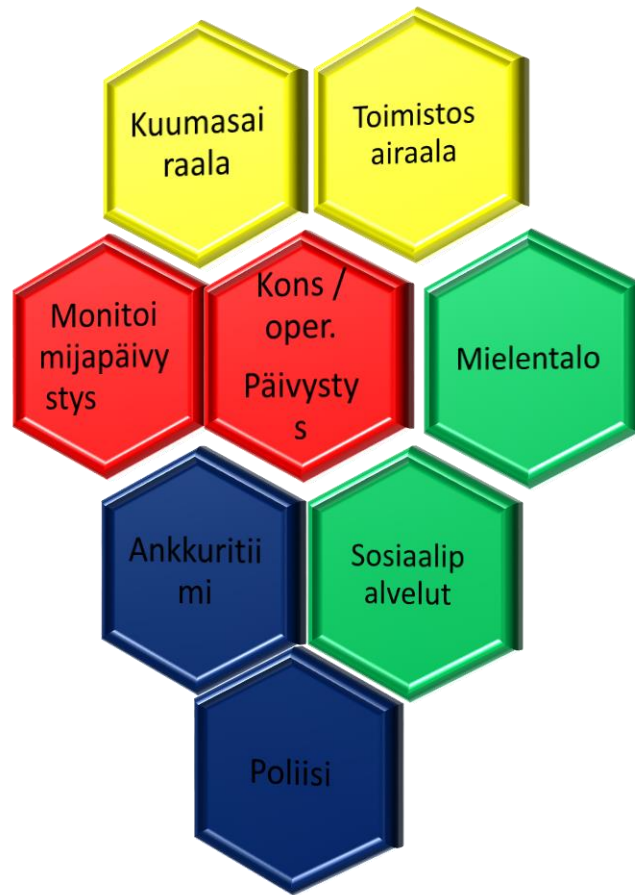 Kuumasai
raala
Toimistos
airaala
Monitoi
mijapäivy
stys
Kons /
oper.
Päivysty
s
Mielentalo
Ankkuritii
mi
Sosiaalip
alvelut
Poliisi